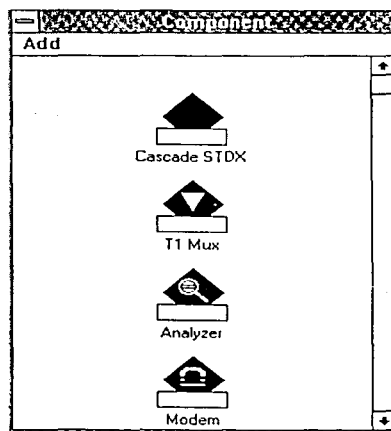 Component
Add
Cascade STDX
T1 Mux
Analyzer
Modem